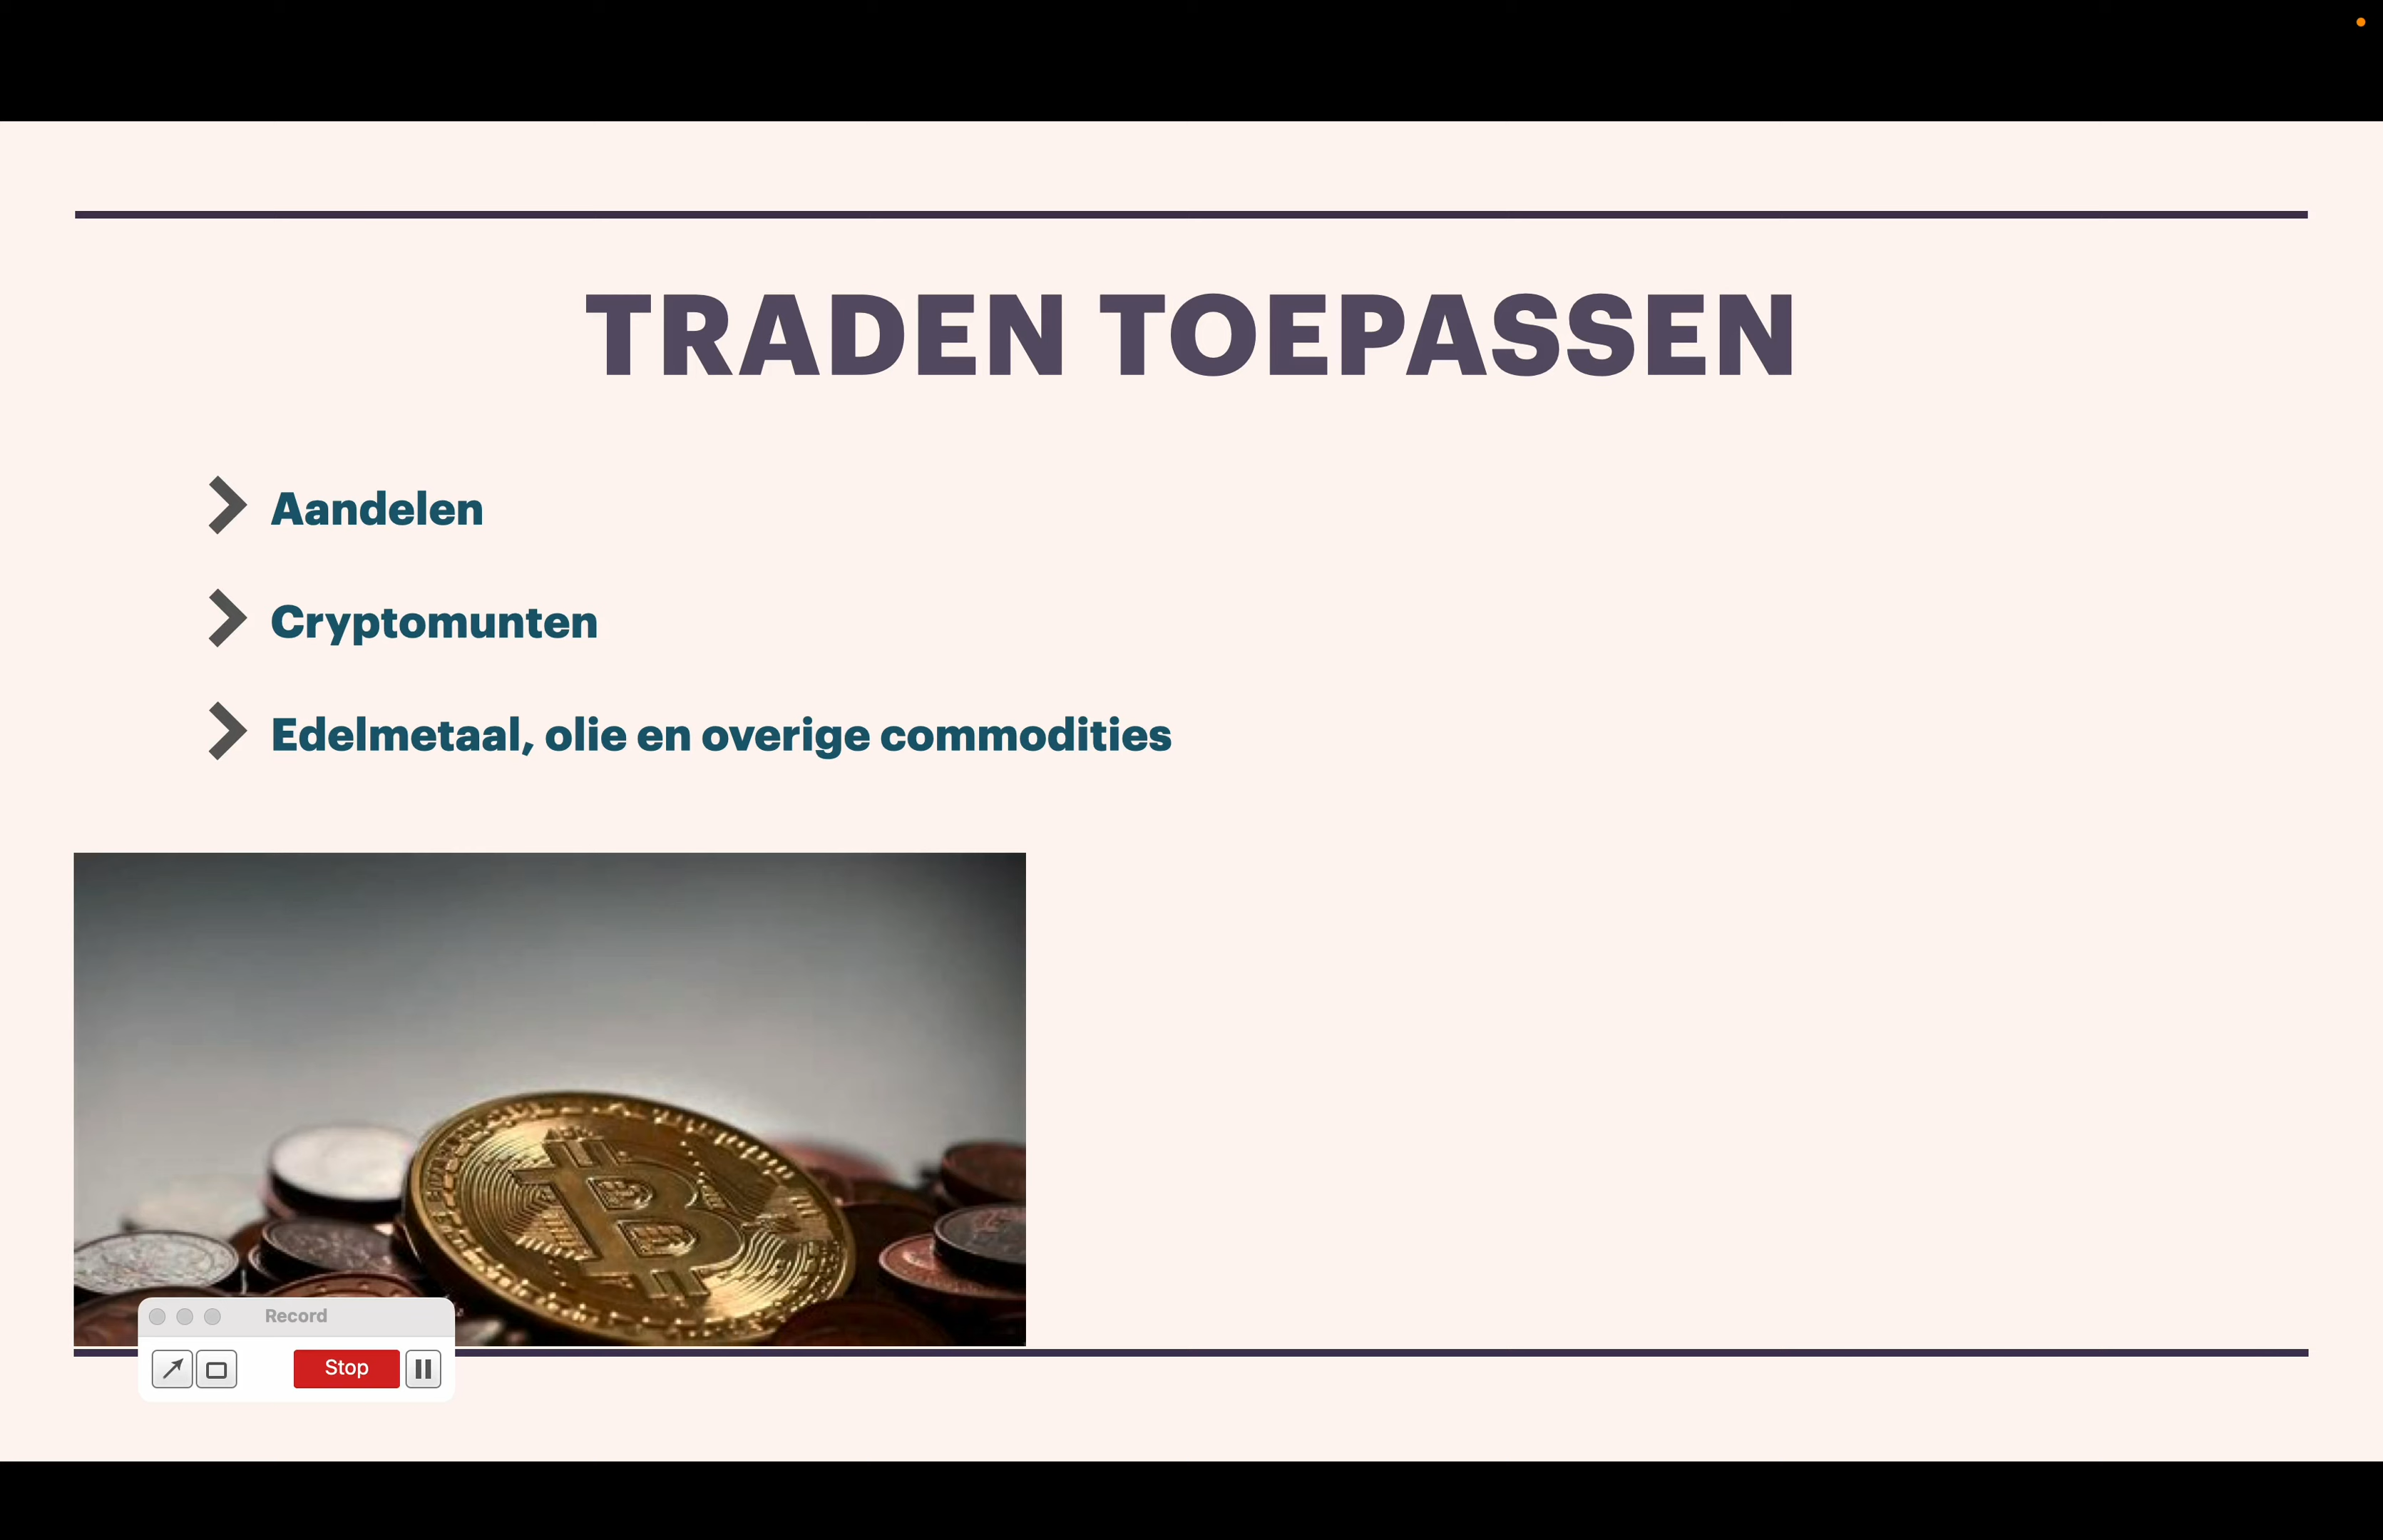 TRADEN TOEPASSEN
Aandelen
Cryptomunten
Edelmetaal, olie en overige commodities
Record
Stop